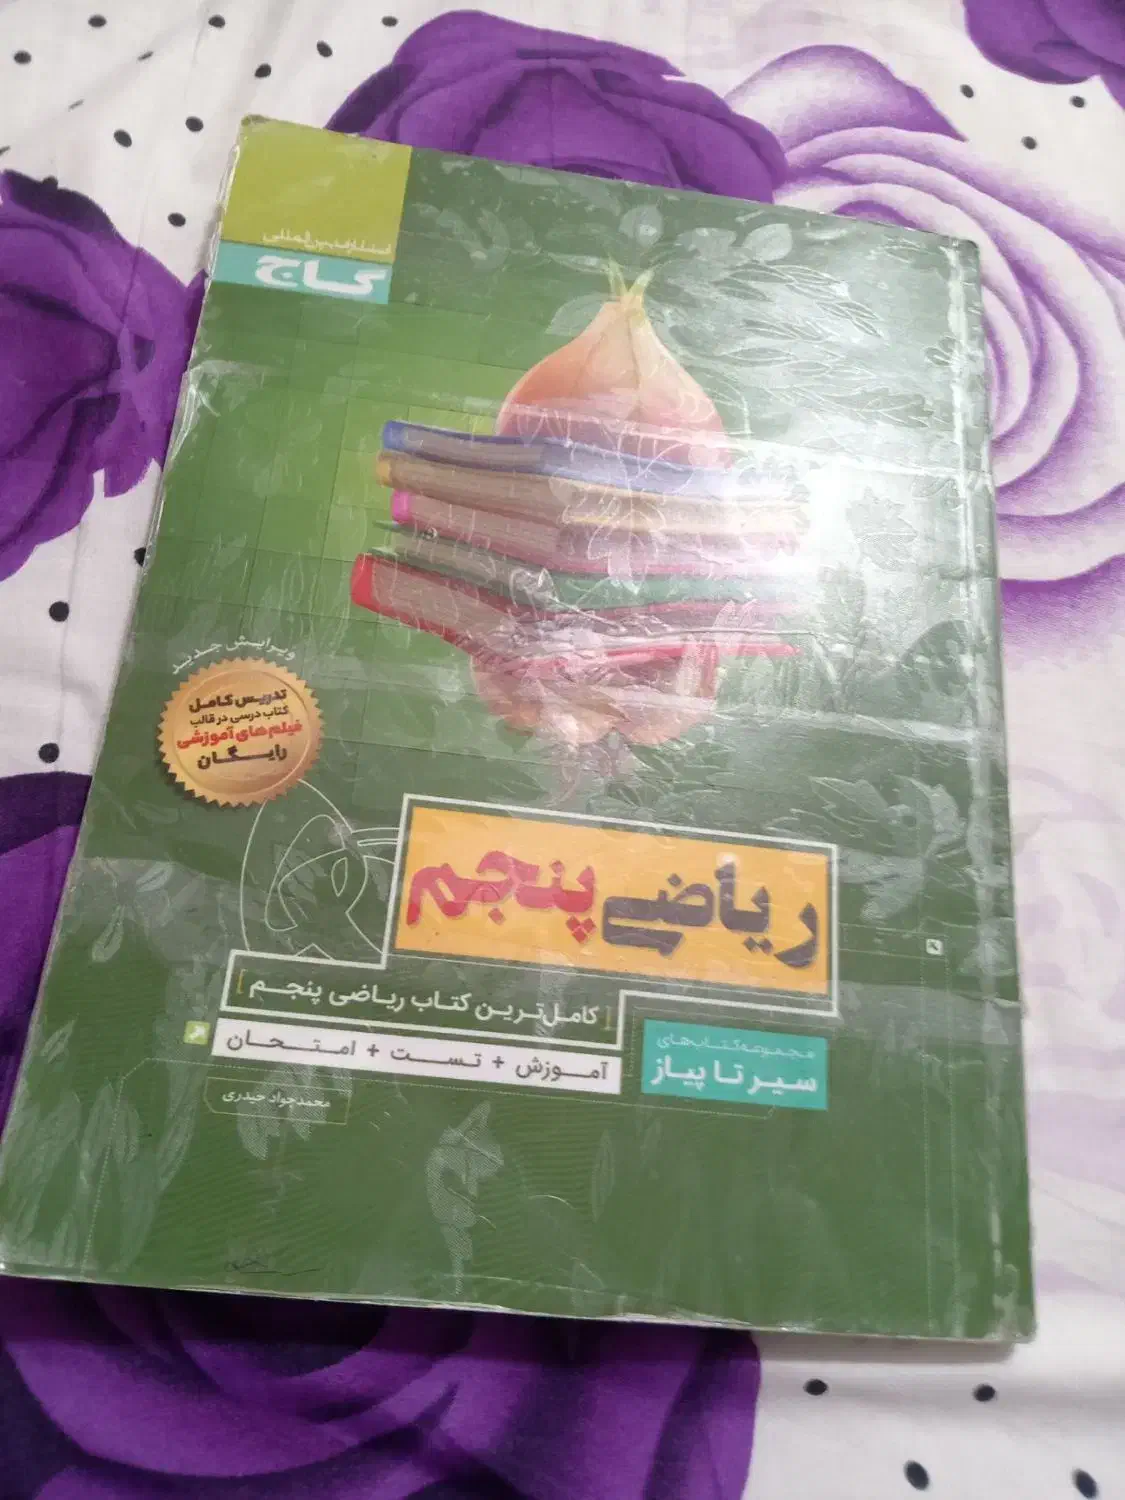 انتشارات بین‌المللی
گاج
ویرایش جدید
تدریس کامل
کتاب درسی در قالب
فیلم‌های آموزشی
رایگان
ریاضی پنجم
[کامل‌ترین کتاب ریاضی پنجم]
آموزش + تست + امتحان
مجموعه کتاب‌های
سیر تا پیاز
محمدجواد حیدری